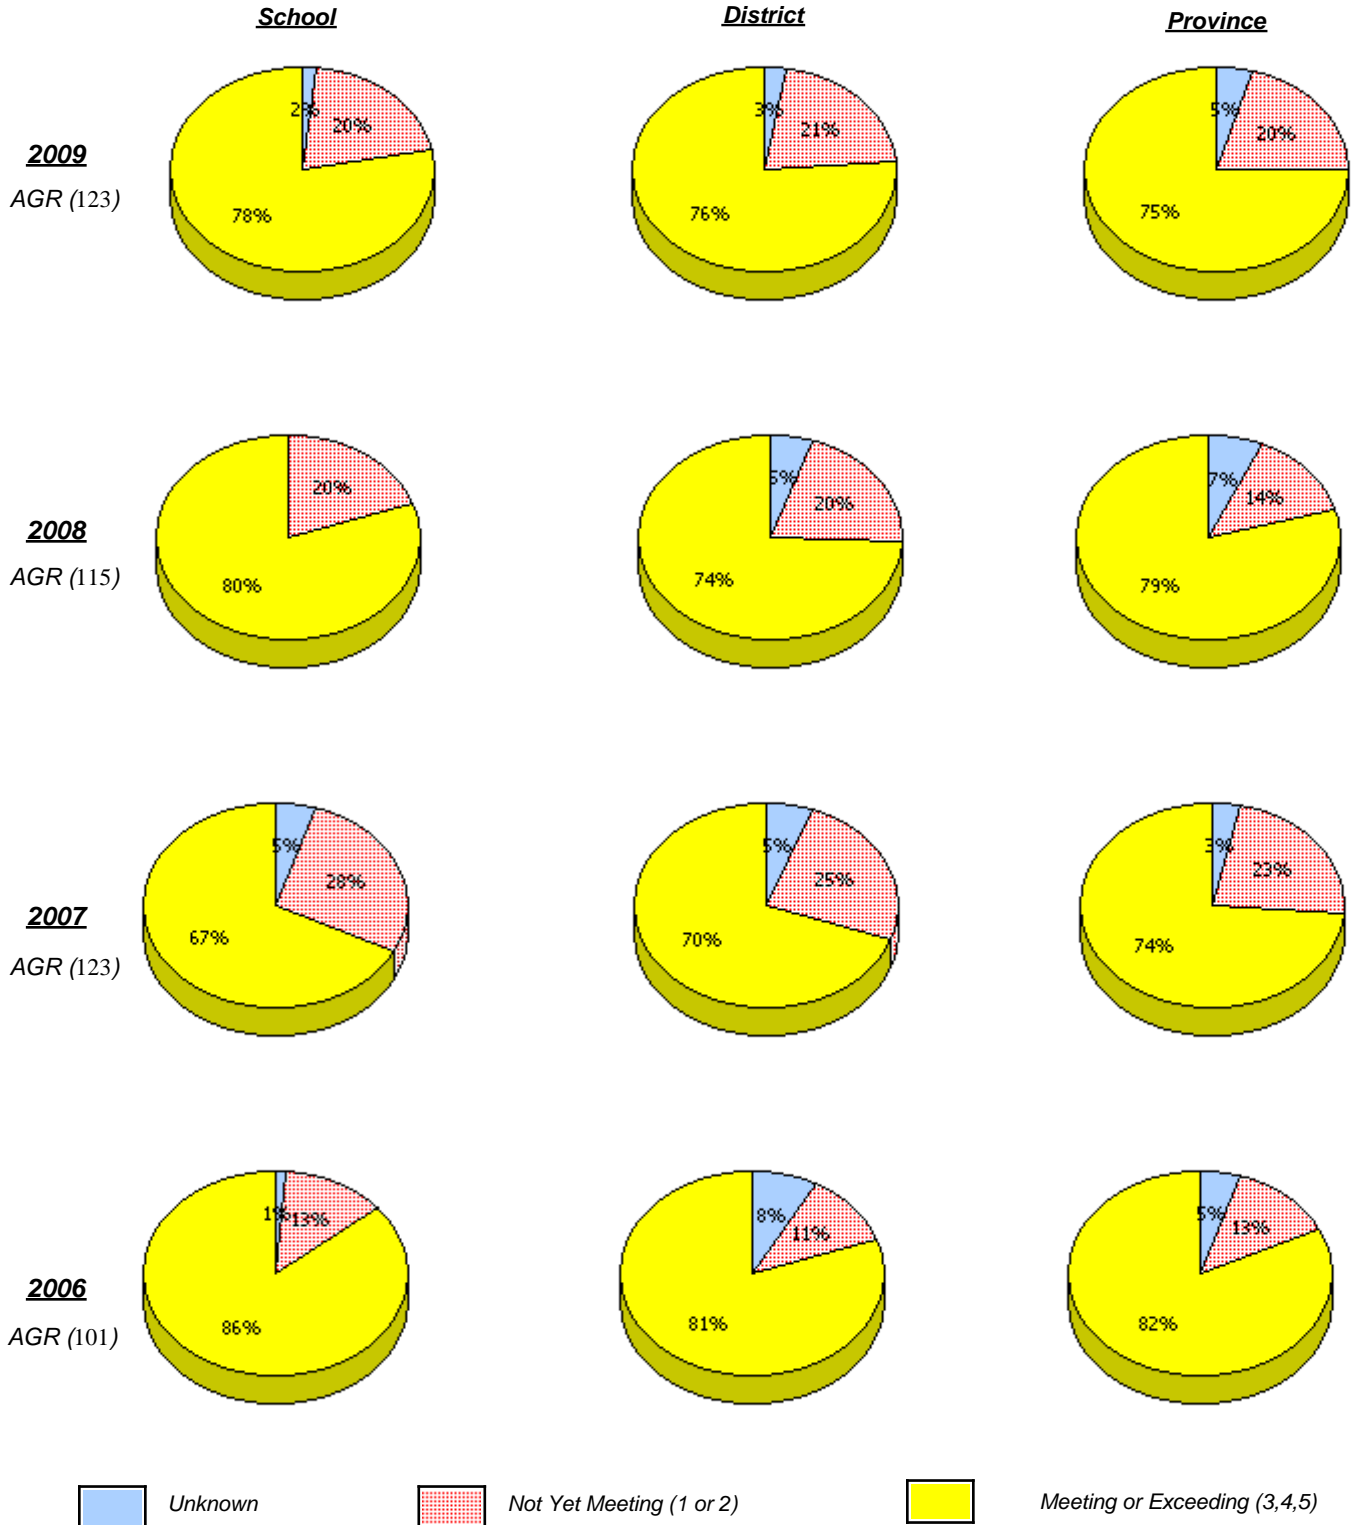 School District Province
2% 20% 3% 21% 5% 20%
2009
AGR (123)
78% 76% 75%
20% 5% 20% 7% 14%
2008
AGR (115)
80% 74% 79%
5% 28% 5% 25% 3% 23%
2007
AGR (123)
67% 70% 74%
1% 13% 8% 11% 5% 13%
2006
AGR (101)
86% 81% 82%
Unknown Not Yet Meeting (1 or 2) Meeting or Exceeding (3,4,5)